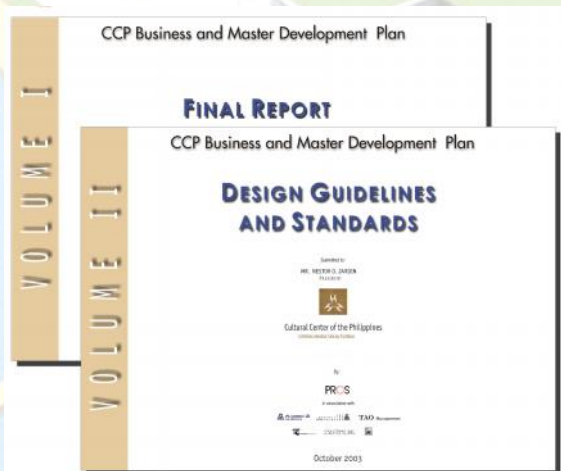 CCP Business and Master Development Plan
FINAL REPORT
VOLUME I
CCP Business and Master Development Plan
DESIGN GUIDELINES
AND STANDARDS
VOLUME II
Submitted to
MR. NESTOR O. JARDIN
President
Cultural Center of the Philippines
By
PROS
In association with
TAO Management
October 2003